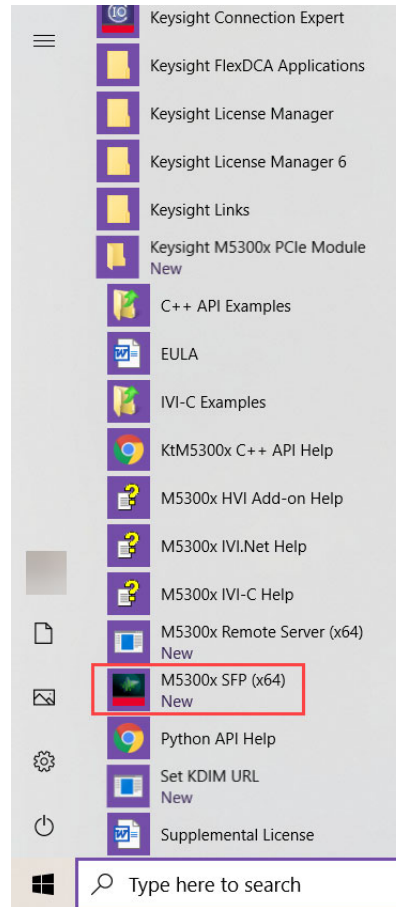 IO
Keysight Connection Expert
Keysight FlexDCA Applications
Keysight License Manager
Keysight License Manager 6
Keysight Links
Keysight M5300x PCIe Module
New
C++ API Examples
EULA
IVI-C Examples
KtM5300x C++ API Help
M5300x HVI Add-on Help
M5300x IVI.Net Help
M5300x IVI-C Help
M5300x Remote Server (x64)
New
M5300x SFP (x64)
New
Python API Help
Set KDIM URL
New
Supplemental License
Type here to search